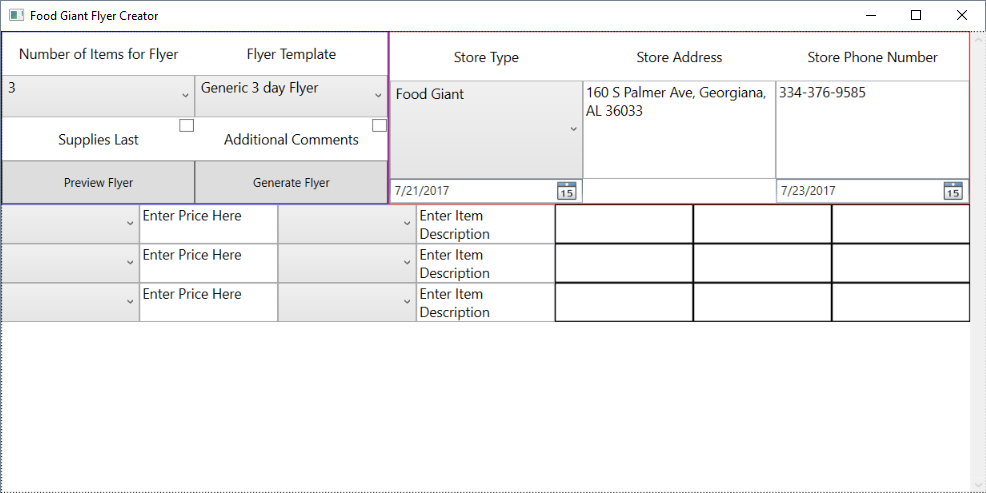 Food Giant Flyer Creator
Number of Items for Flyer
Flyer Template
Store Type
Store Address
Store Phone Number
3
Generic 3 day Flyer
Food Giant
160 S Palmer Ave, Georgiana,
AL 36033
334-376-9585
Supplies Last
Additional Comments
Preview Flyer
Generate Flyer
7/21/2017
15
7/23/2017
15
Enter Price Here
Enter Item
Description
Enter Price Here
Enter Item
Description
Enter Price Here
Enter Item
Description